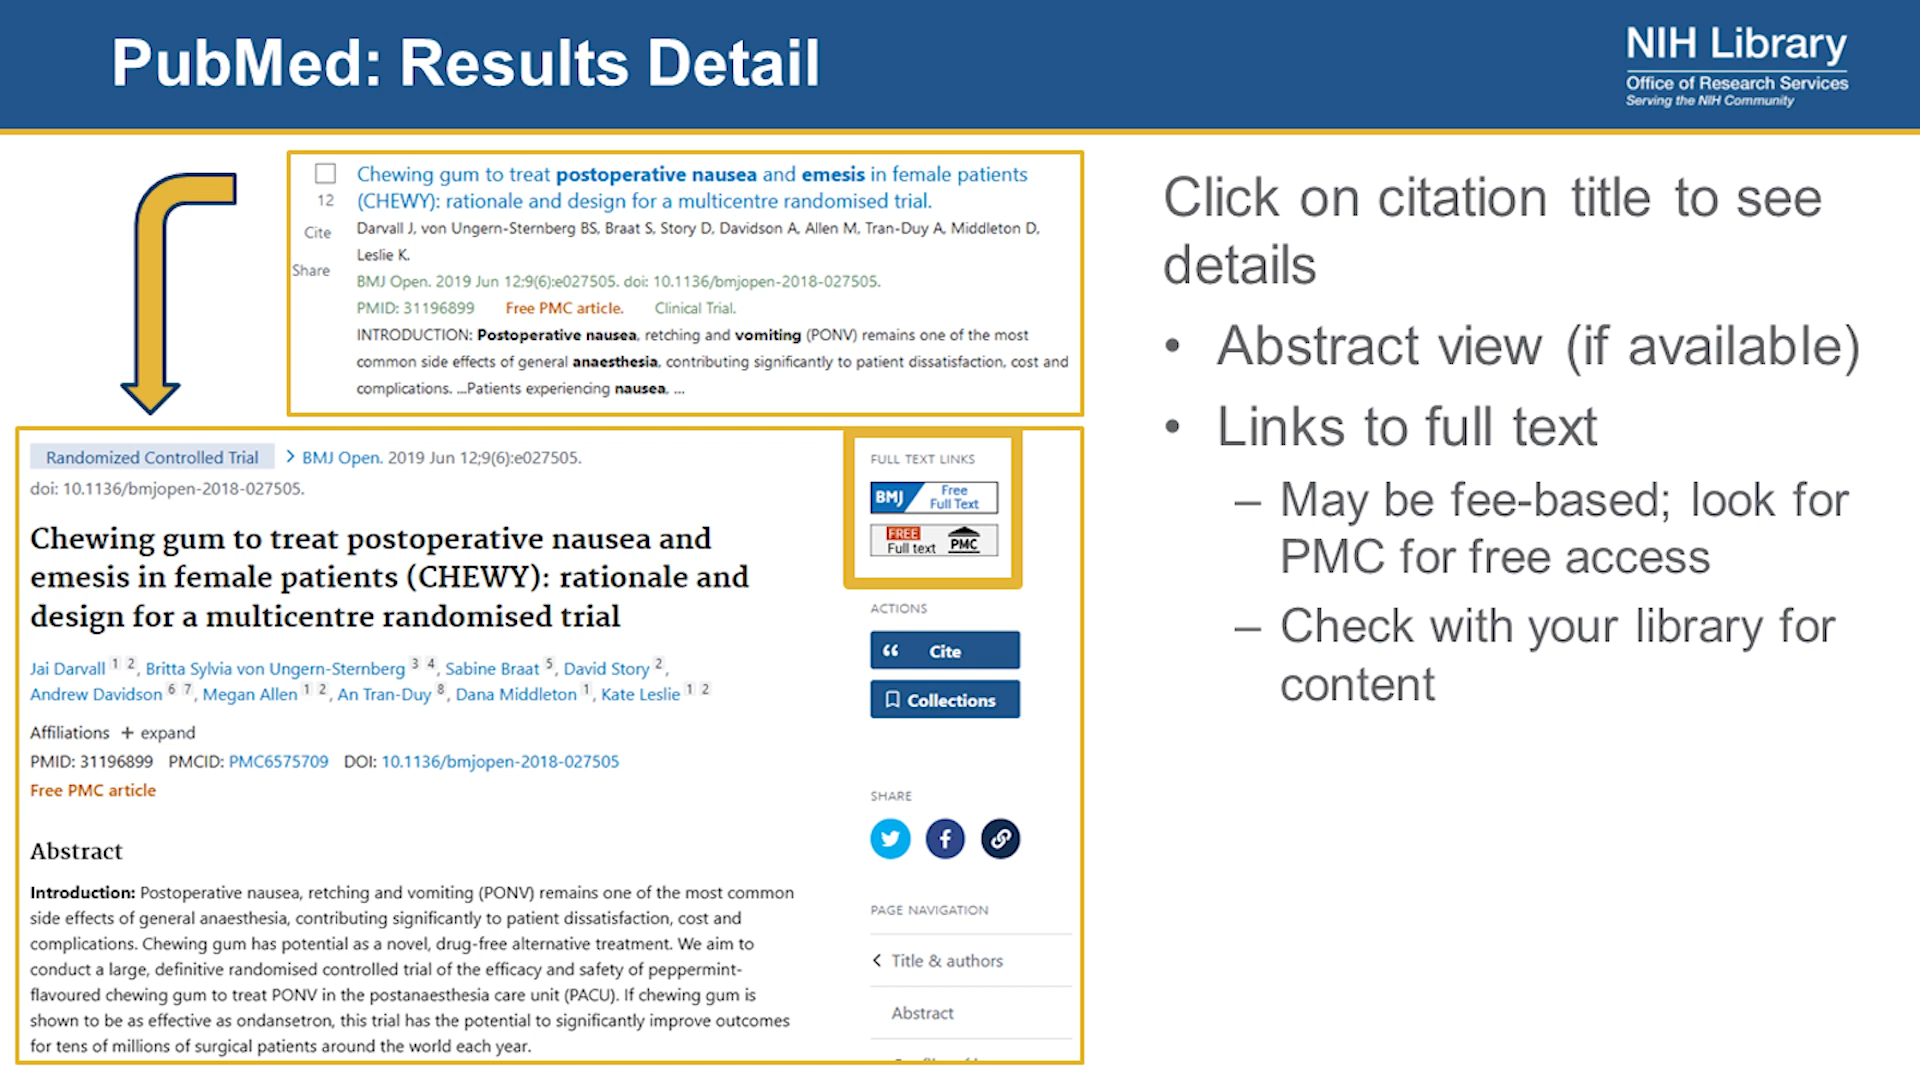 PubMed: Results Detail
NIH Library
Office of Research Services
Serving the NIH Community
12
Cite
Share
Chewing gum to treat postoperative nausea and emesis in female patients
(CHEWY): rationale and design for a multicentre randomised trial.
Darvall J, von Ungern-Sternberg BS, Braat S, Story D, Davidson A, Allen M, Tran-Duy A, Middleton D,
Leslie K.
BMJ Open. 2019 Jun 12;9(6):e027505. doi: 10.1136/bmjopen-2018-027505.
PMID: 31196899 Free PMC article. Clinical Trial.
INTRODUCTION: Postoperative nausea, retching and vomiting (PONV) remains one of the most
common side effects of general anaesthesia, contributing significantly to patient dissatisfaction, cost and
complications. ...Patients experiencing nausea, ...
Randomized Controlled Trial > BMJ Open. 2019 Jun 12;9(6):e027505.
doi: 10.1136/bmjopen-2018-027505.
Chewing gum to treat postoperative nausea and
emesis in female patients (CHEWY): rationale and
design for a multicentre randomised trial
Jai Darvall 1 2, Britta Sylvia von Ungern-Sternberg 3 4, Sabine Braat 5, David Story 2,
Andrew Davidson 6 7, Megan Allen 1 2, An Tran-Duy 8, Dana Middleton 1, Kate Leslie 1 2
Affiliations + expand
PMID: 31196899 PMCID: PMC6575709 DOI: 10.1136/bmjopen-2018-027505
Free PMC article
Abstract
Introduction: Postoperative nausea, retching and vomiting (PONV) remains one of the most common
side effects of general anaesthesia, contributing significantly to patient dissatisfaction, cost and
complications. Chewing gum has potential as a novel, drug-free alternative treatment. We aim to
conduct a large, definitive randomised controlled trial of the efficacy and safety of peppermint-
flavoured chewing gum to treat PONV in the postanaesthesia care unit (PACU). If chewing gum is
shown to be as effective as ondansetron, this trial has the potential to significantly improve outcomes
for tens of millions of surgical patients around the world each year.
FULL TEXT LINKS
BMJ Free
Full Text
FREE
Full text PMC
ACTIONS
Cite
Collections
SHARE
PAGE NAVIGATION
Title & authors
Abstract
Click on citation title to see
details
• Abstract view (if available)
• Links to full text
– May be fee-based; look for
PMC for free access
– Check with your library for
content